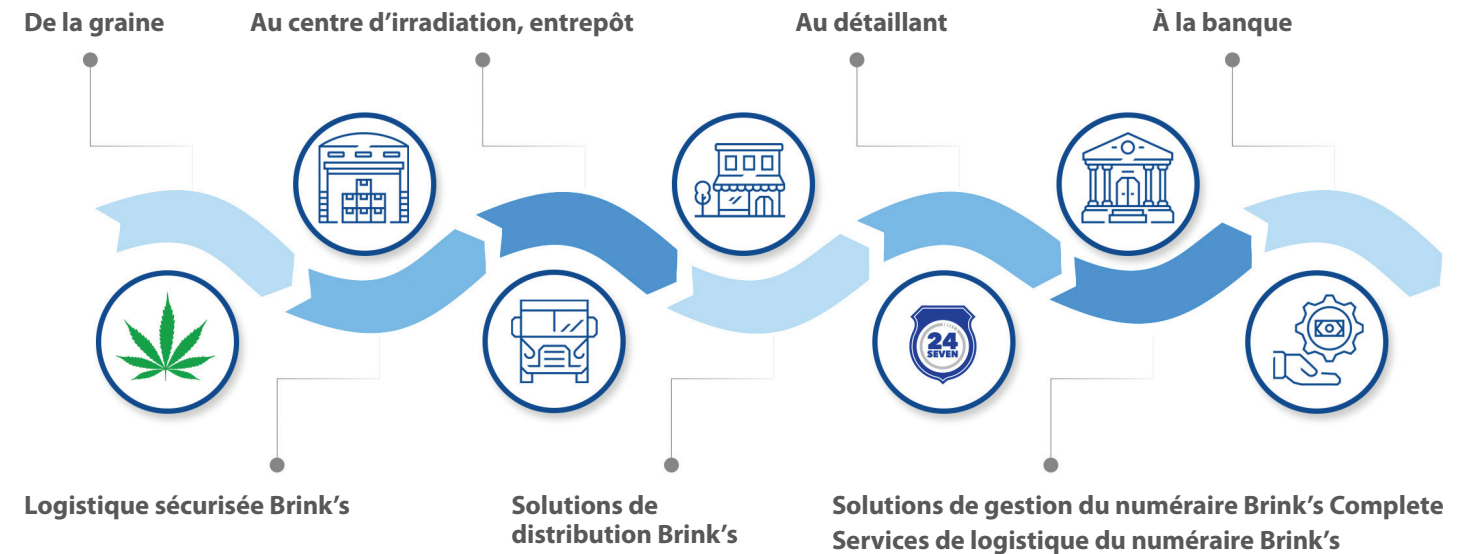 De la graine
Au centre d’irradiation, entrepôt
Au détaillant
À la banque
24
SEVEN
Logistique sécurisée Brink’s
Solutions de
distribution Brink’s
Solutions de gestion du numéraire Brink’s Complete
Services de logistique du numéraire Brink’s